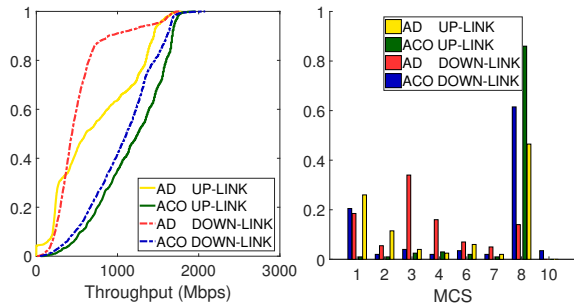 1
0.8
0.6
0.4
0.2
0
0 1000 2000 3000
Throughput (Mbps)
AD UP-LINK
ACO UP-LINK
AD DOWN-LINK
ACO DOWN-LINK
1
0.8
0.6
0.4
0.2
0
1 2 3 4 6 7 8 10
MCS
AD UP-LINK
ACO UP-LINK
AD DOWN-LINK
ACO DOWN-LINK